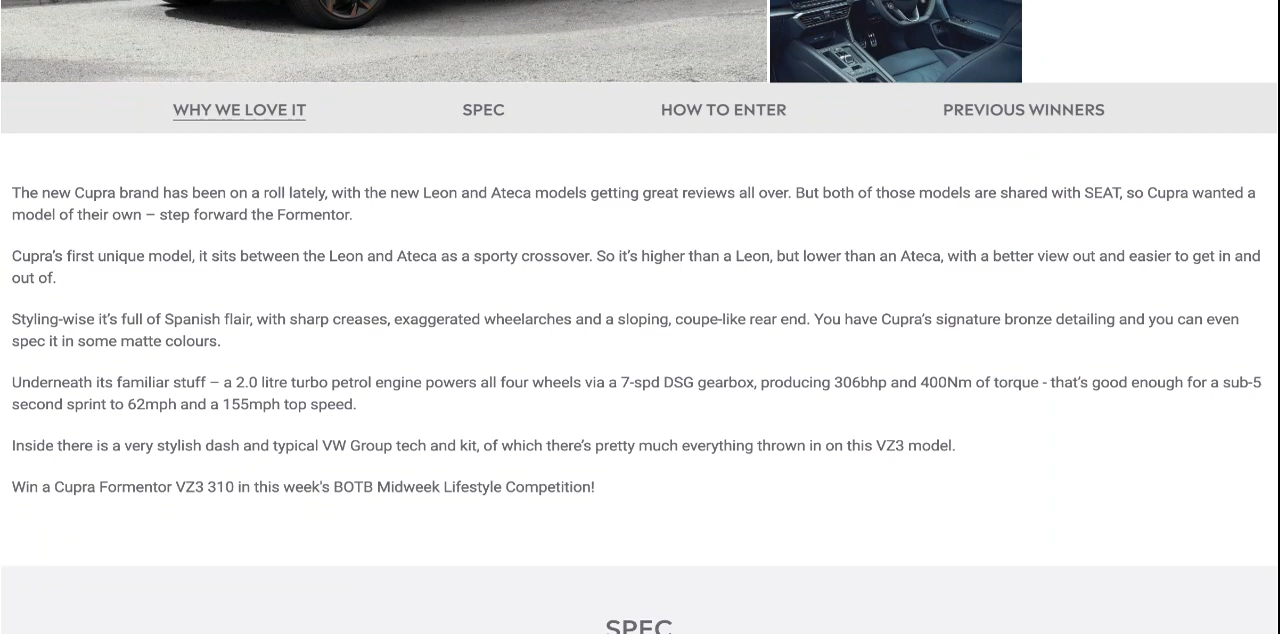 WHY WE LOVE IT
SPEC
HOW TO ENTER
PREVIOUS WINNERS
The new Cupra brand has been on a roll lately, with the new Leon and Ateca models getting great reviews all over. But both of those models are shared with SEAT, so Cupra wanted a
model of their own – step forward the Formentor.
Cupra's first unique model, it sits between the Leon and Ateca as a sporty crossover. So it's higher than a Leon, but lower than an Ateca, with a better view out and easier to get in and
out of.
Styling-wise it's full of Spanish flair, with sharp creases, exaggerated wheelarches and a sloping, coupe-like rear end. You have Cupra's signature bronze detailing and you can even
spec it in some matte colours.
Underneath its familiar stuff – a 2.0 litre turbo petrol engine powers all four wheels via a 7-spd DSG gearbox, producing 306bhp and 400Nm of torque - that's good enough for a sub-5
second sprint to 62mph and a 155mph top speed.
Inside there is a very stylish dash and typical VW Group tech and kit, of which there's pretty much everything thrown in on this VZ3 model.
Win a Cupra Formentor VZ3 310 in this week's BOTB Midweek Lifestyle Competition!
SPEC